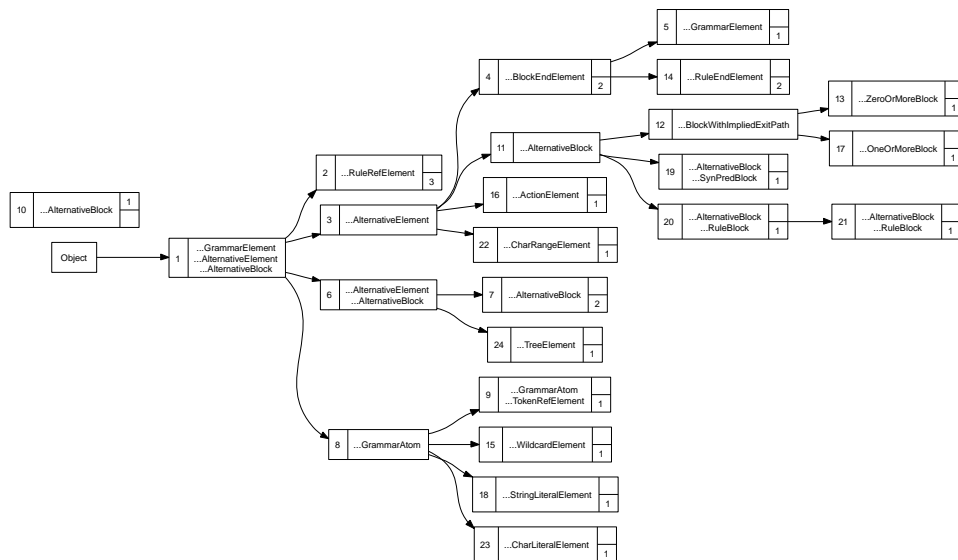 5 ...GrammarElement 1
4 ...BlockEndElement 2
14 ...RuleEndElement 2
13 ...ZeroOrMoreBlock 1
12 ...BlockWithImpliedExitPath
11 ...AlternativeBlock
17 ...OneOrMoreBlock 1
2 ...RuleRefElement 3
19 ...AlternativeBlock
...SynPredBlock 1
16 ...ActionElement 1
10 ...AlternativeBlock 1
3 ...AlternativeElement
20 ...AlternativeBlock
...RuleBlock 1
21 ...AlternativeBlock
...RuleBlock 1
22 ...CharRangeElement 1
Object
1 ...GrammarElement
...AlternativeElement
...AlternativeBlock
6 ...AlternativeElement
...AlternativeBlock
7 ...AlternativeBlock 2
24 ...TreeElement 1
9 ...GrammarAtom
...TokenRefElement 1
8 ...GrammarAtom
15 ...WildcardElement 1
18 ...StringLiteralElement 1
23 ...CharLiteralElement 1